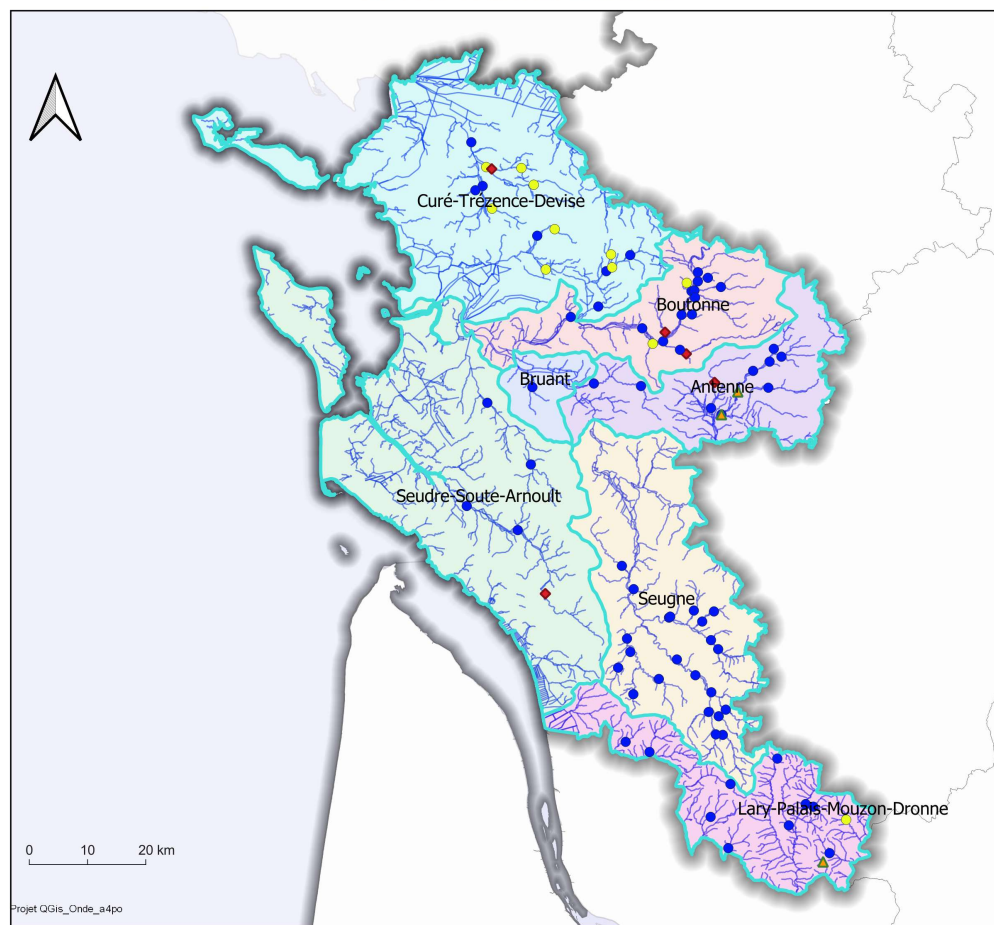 Curé-Trézence-Devise
Boutonne
Bruant
Antenne
Seudre-Soute-Arnoult
Seugne
Lary-Palais-Mouzon-Dronne
0 10 20 km
Projet QGis_Onde_a4po